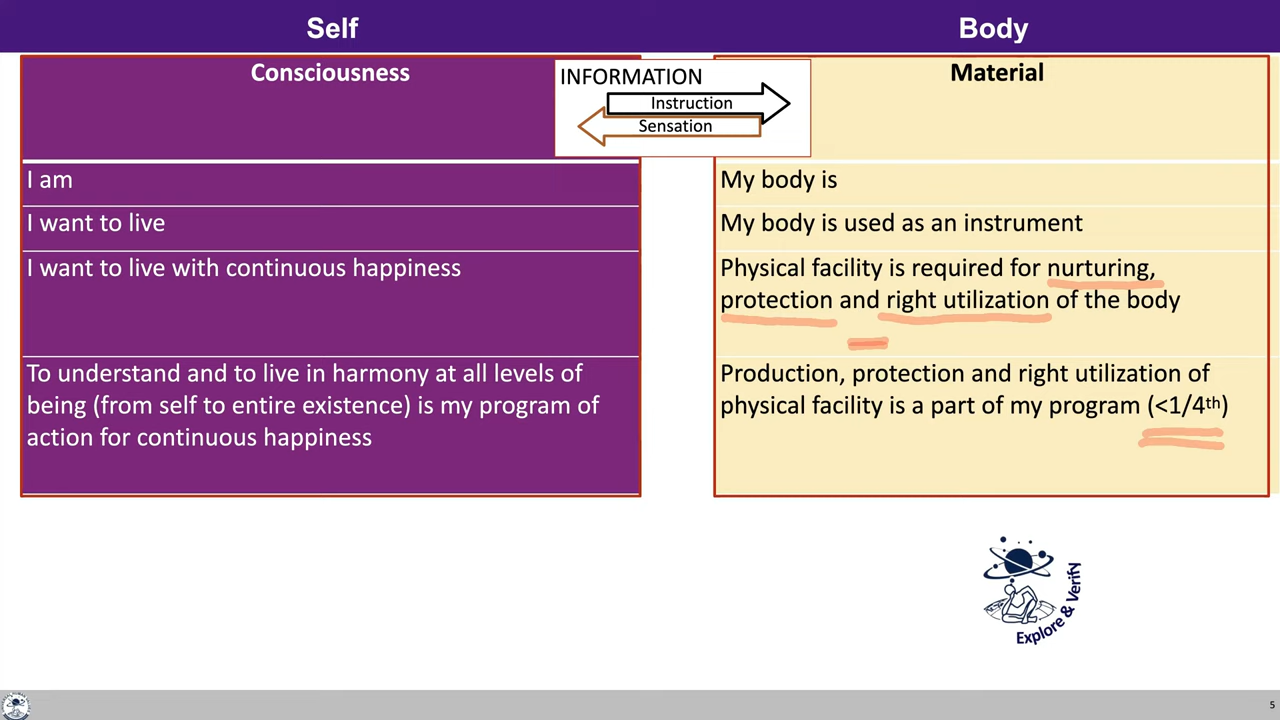 Self
Body
Consciousness
INFORMATION
Instruction
Sensation
Material
I am
My body is
I want to live
My body is used as an instrument
I want to live with continuous happiness
Physical facility is required for nurturing,
protection and right utilization of the body
To understand and to live in harmony at all levels of
being (from self to entire existence) is my program of
action for continuous happiness
Production, protection and right utilization of
physical facility is a part of my program (<1/4th)
Explore & Verify
5